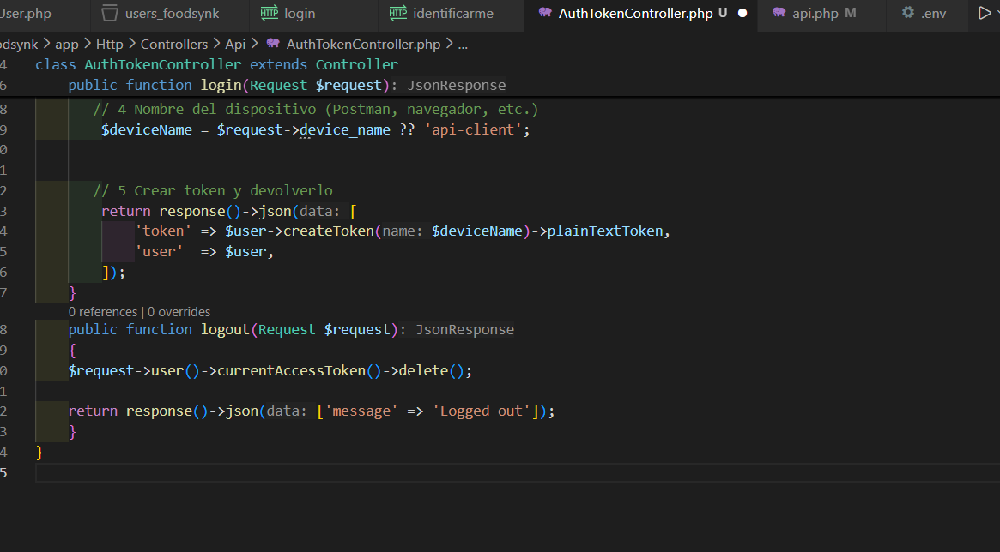 User.php users_foodsynk HTTP login HTTP identificarme AuthTokenController.php U api.php M .env
odsynk > app > Http > Controllers > Api > AuthTokenController.php > ...
4 class AuthTokenController extends Controller
6 public function login(Request $request): JsonResponse
8 // 4 Nombre del dispositivo (Postman, navegador, etc.)
9 $deviceName = $request->device_name ?? 'api-client';
0
1
2 // 5 Crear token y devolverlo
3 return response()->json(data: [
4 'token' => $user->createToken(name: $deviceName)->plainTextToken,
5 'user' => $user,
6 ]);
7 }
0 references | 0 overrides
8 public function logout(Request $request): JsonResponse
9 {
0 $request->user()->currentAccessToken()->delete();
1
2 return response()->json(data: ['message' => 'Logged out']);
3 }
4 }
5